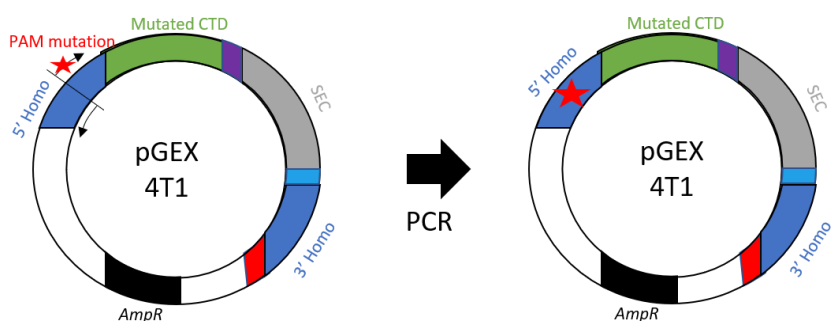 Mutated CTD
PAM mutation
5’ Homo
SEC
pGEX
4T1
3’ Homo
AmpR
PCR
Mutated CTD
5’ Homo
SEC
pGEX
4T1
3’ Homo
AmpR